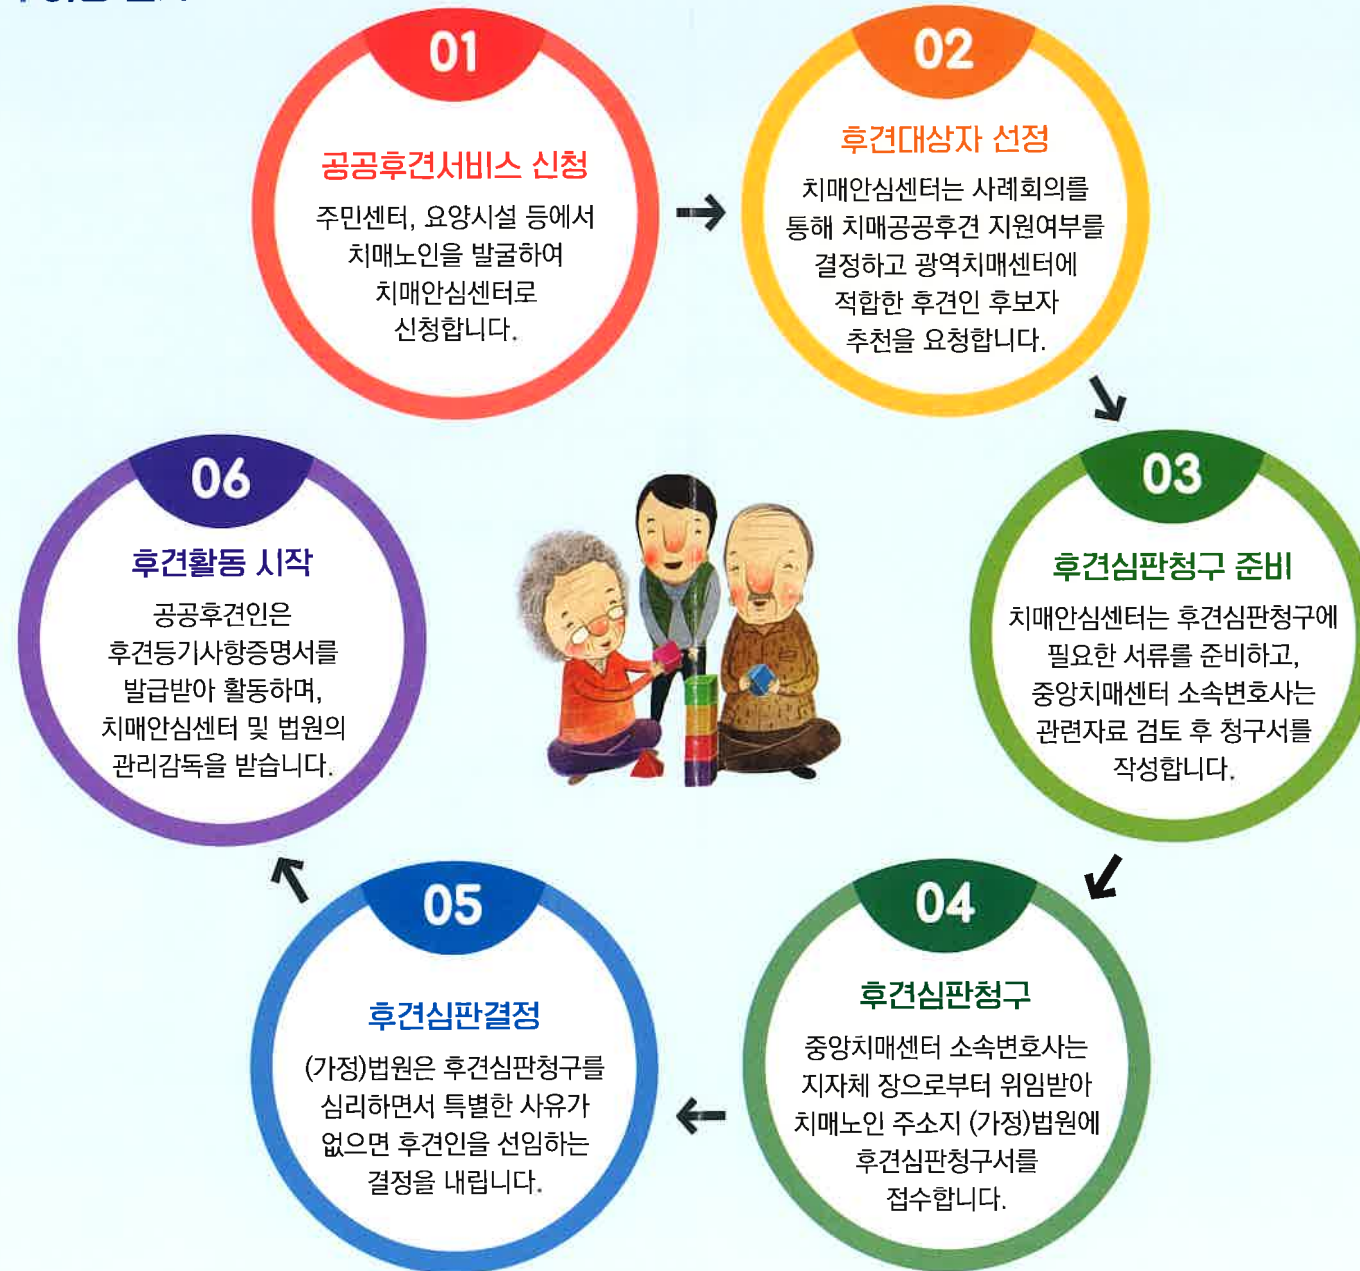 01
공공후견서비스 신청
주민센터, 요양시설 등에서
치매노인을 발굴하여
치매안심센터로
신청합니다.
02
후견대상자 선정
치매안심센터는 사례회의를
통해 치매공공후견 지원여부를
결정하고 광역치매센터에
적합한 후견인 후보자
추천을 요청합니다.
03
후견심판청구 준비
치매안심센터는 후견심판청구에
필요한 서류를 준비하고,
중앙치매센터 소속변호사는
관련자료 검토 후 청구서를
작성합니다.
04
후견심판청구
중앙치매센터 소속변호사는
지자체 장으로부터 위임받아
치매노인 주소지 (가정)법원에
후견심판청구서를
접수합니다.
05
후견심판결정
(가정)법원은 후견심판청구를
심리하면서 특별한 사유가
없으면 후견인을 선임하는
결정을 내립니다.
06
후견활동 시작
공공후견인은
후견등기사항증명서를
발급받아 활동하며,
치매안심센터 및 법원의
관리감독을 받습니다.